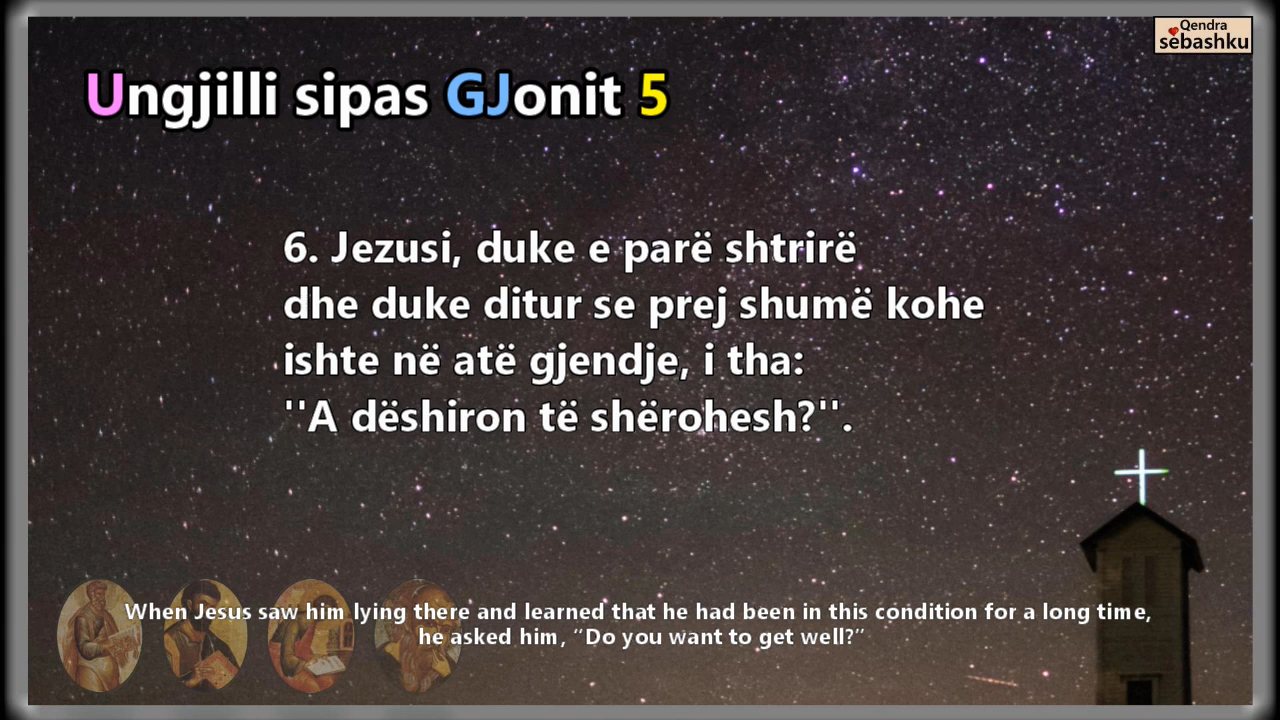 Qendra
sëbashku
Ungjilli sipas GJonit 5
6. Jezusi, duke e parë shtrirë
dhe duke ditur se prej shumë kohe
ishte në atë gjendje, i tha:
''A dëshiron të shërohesh?''.
When Jesus saw him lying there and learned that he had been in this condition for a long time,
he asked him, “Do you want to get well?”